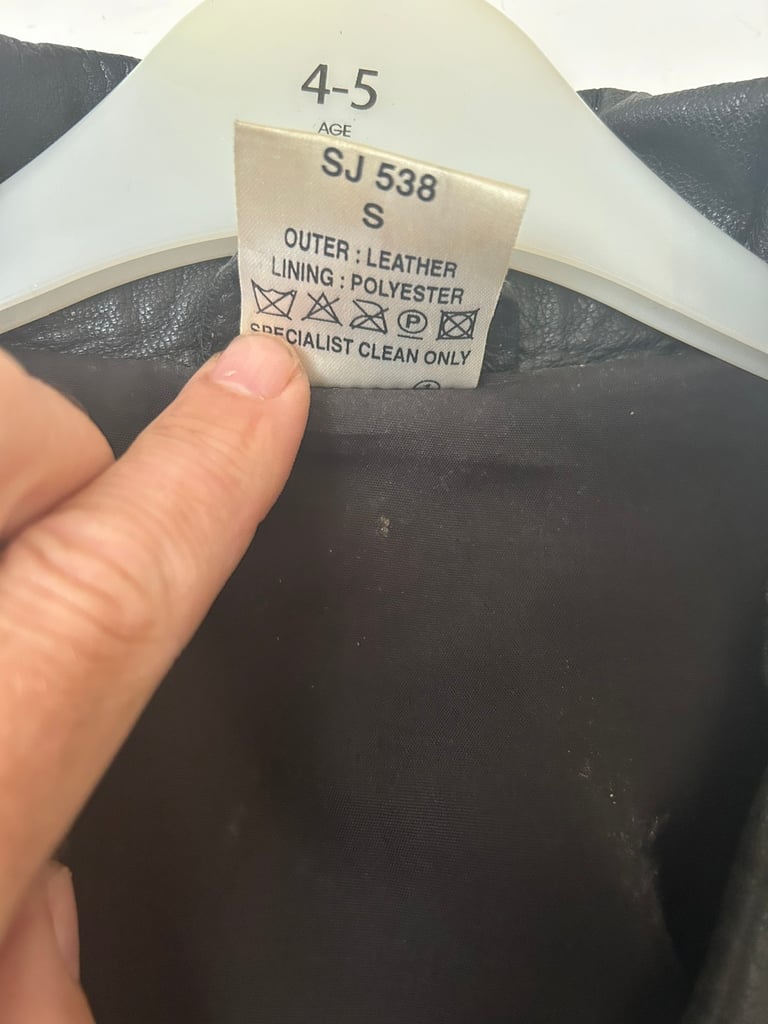 4-5
AGE
SJ 538
S
OUTER : LEATHER
LINING : POLYESTER
P
SPECIALIST CLEAN ONLY